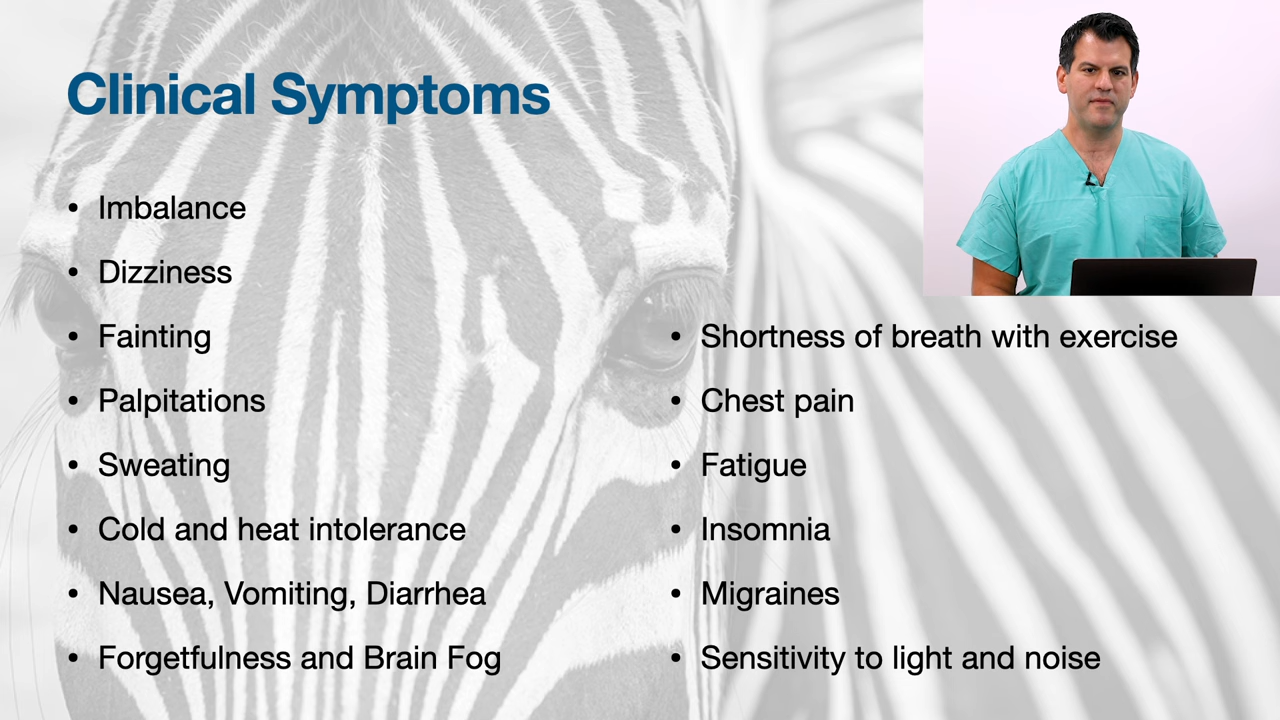 Clinical Symptoms
• Imbalance
• Dizziness
• Fainting
• Palpitations
• Sweating
• Cold and heat intolerance
• Nausea, Vomiting, Diarrhea
• Forgetfulness and Brain Fog
• Shortness of breath with exercise
• Chest pain
• Fatigue
• Insomnia
• Migraines
• Sensitivity to light and noise